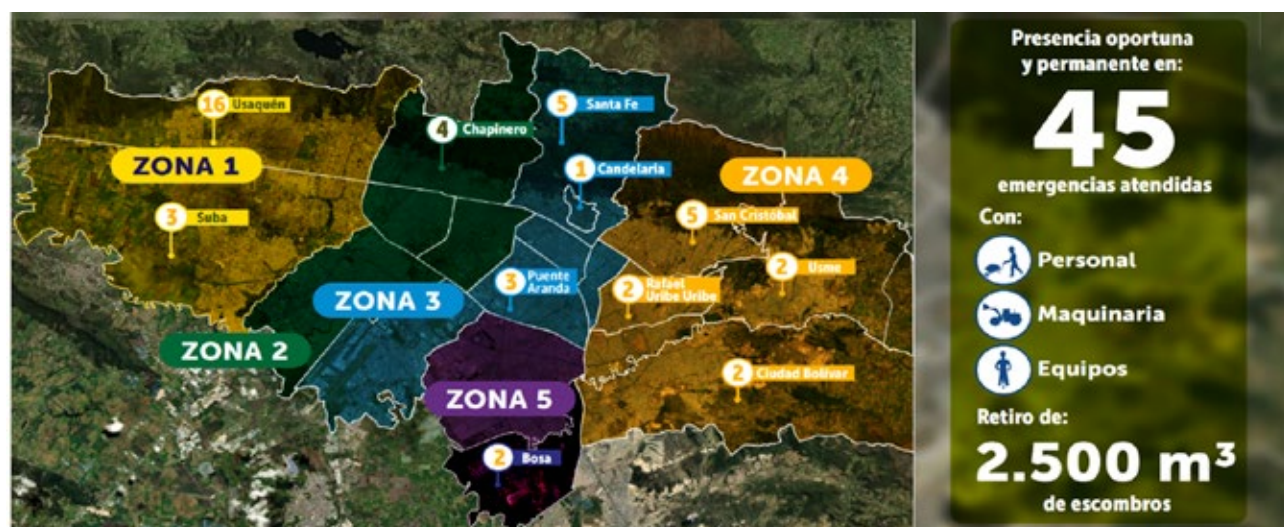 16 Usaquén
ZONA 1
3 Suba
4 Chapinero
5 Santa Fe
1 Candelaria
ZONA 4
5 San Cristóbal
2 Usme
3 Puente
Aranda
2 Rafael
Uribe Uribe
ZONA 3
ZONA 2
2 Ciudad Bolívar
ZONA 5
2 Bosa
Presencia oportuna
y permanente en:
45
emergencias atendidas
Con:
Personal
Maquinaria
Equipos
Retiro de:
2.500 m³
de escombros